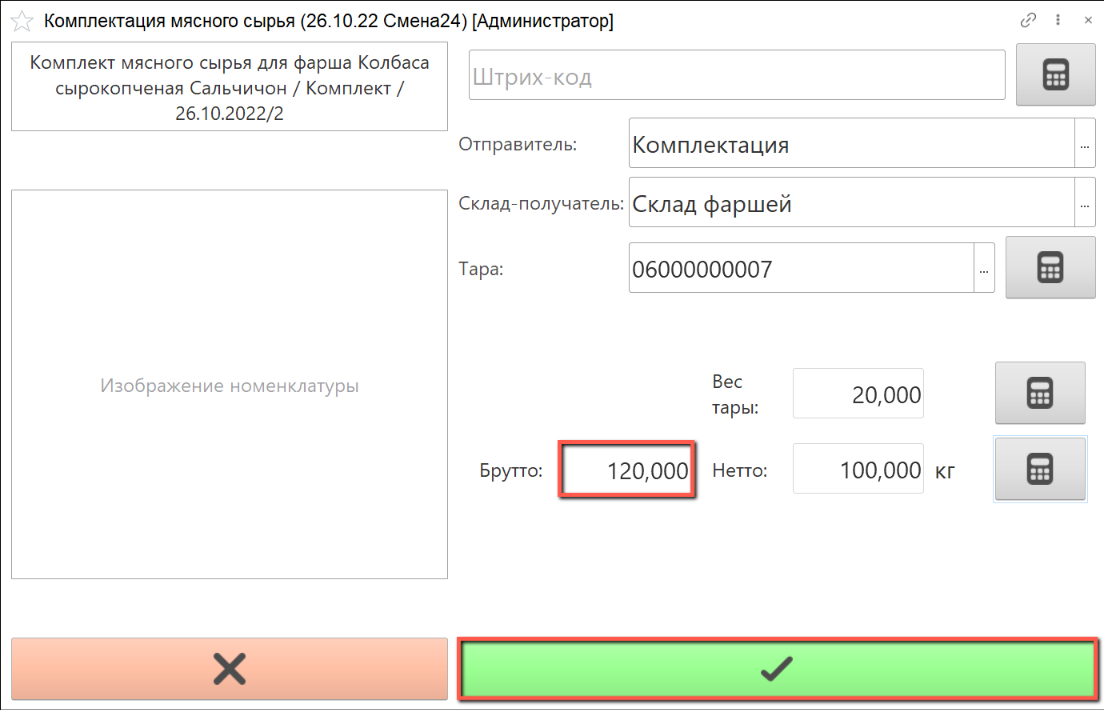 Комплектация мясного сырья (26.10.22 Смена24) [Администратор]
Комплект мясного сырья для фарша Колбаса
сырокопченая Сальчичон / Комплект /
26.10.2022/2
Штрих-код
Отправитель: Комплектация ...
Склад-получатель: Склад фаршей ...
Тара: 06000000007 ...
Изображение номенклатуры
Вес
тары: 20,000
Брутто: 120,000 Нетто: 100,000 кг